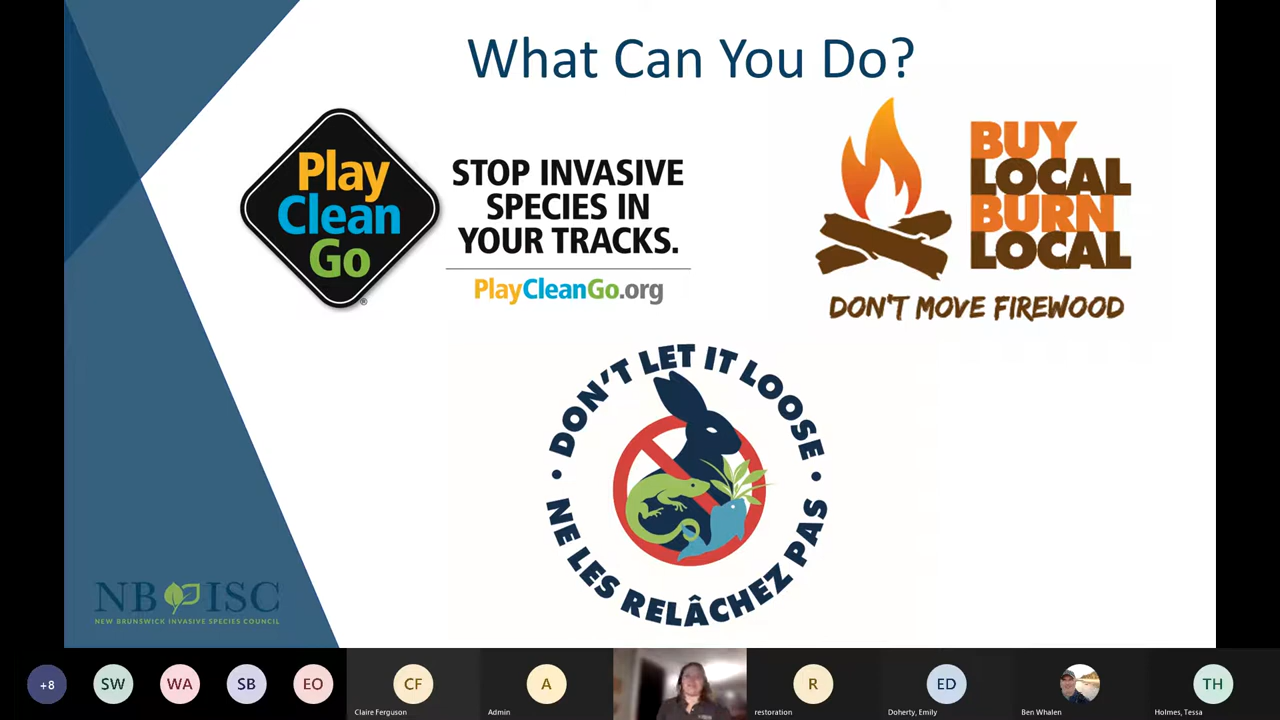 What Can You Do?
Play
Clean
Go
®
STOP INVASIVE
SPECIES IN
YOUR TRACKS.
PlayCleanGo.org
BUY
LOCAL
BURN
LOCAL
DON'T MOVE FIREWOOD
• DON'T LET IT LOOSE •
NE LES RELÂCHEZ PAS
NB ISC
NEW BRUNSWICK INVASIVE SPECIES COUNCIL
+8
SW
WA
SB
EO
CF
Claire Ferguson
A
Admin
R
restoration
ED
Doherty, Emily
Ben Whalen
TH
Holmes, Tessa